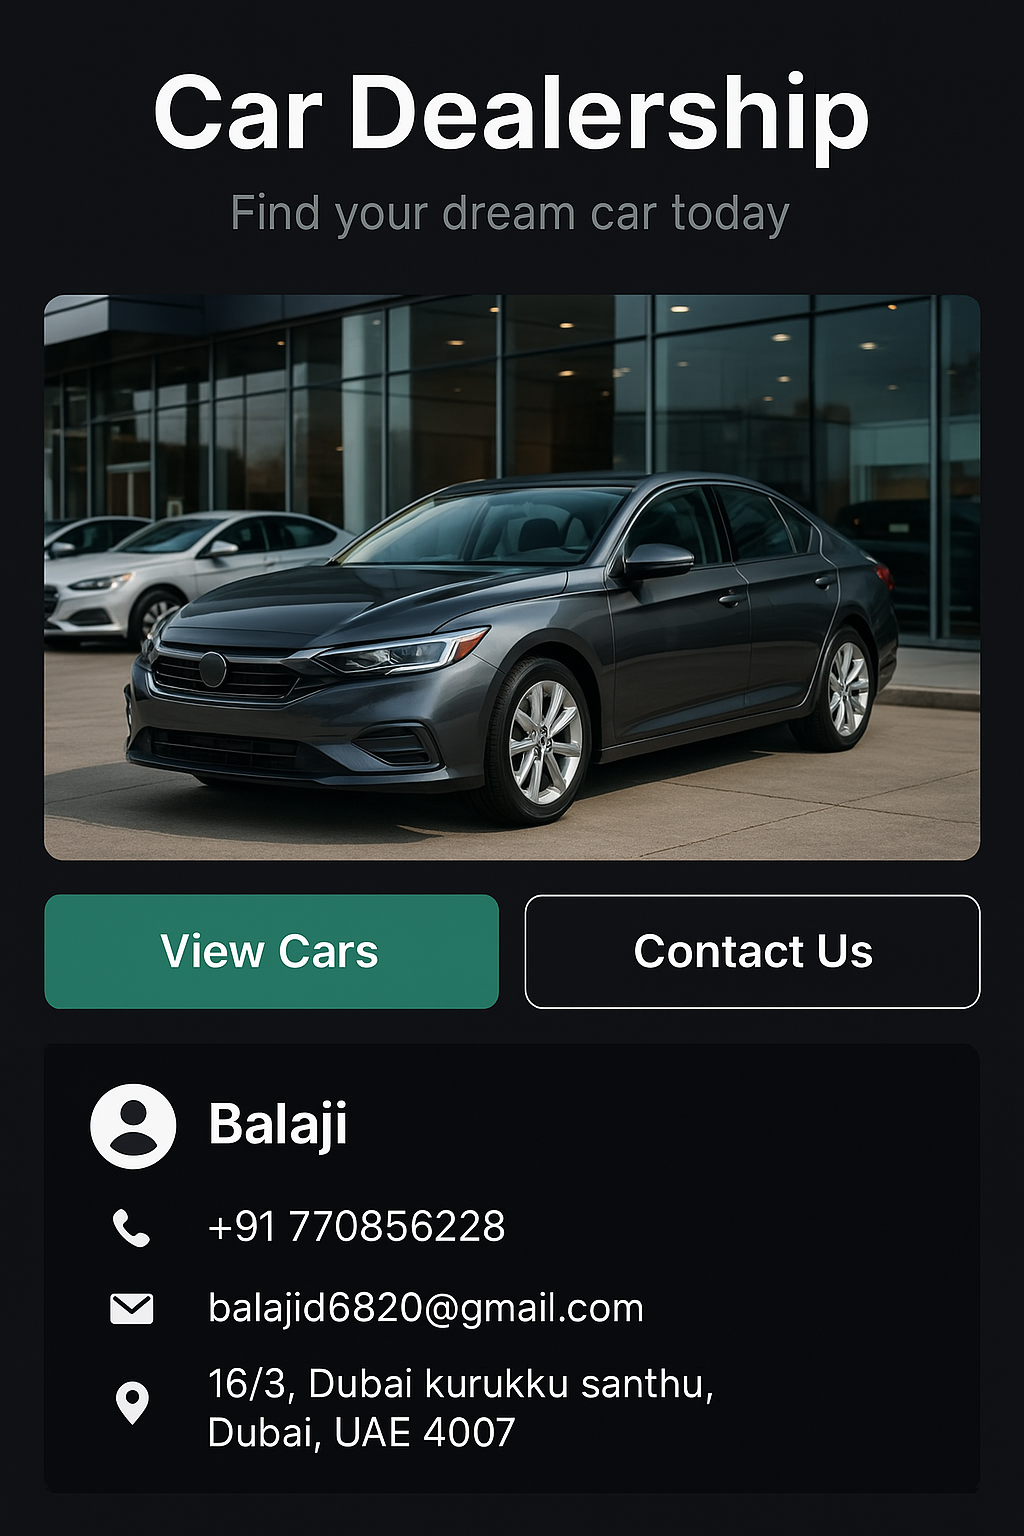 Car Dealership
Find your dream car today
View Cars
Contact Us
Balaji
+91 770856228
balajid6820@gmail.com
16/3, Dubai kurukku santhu,
Dubai, UAE 4007